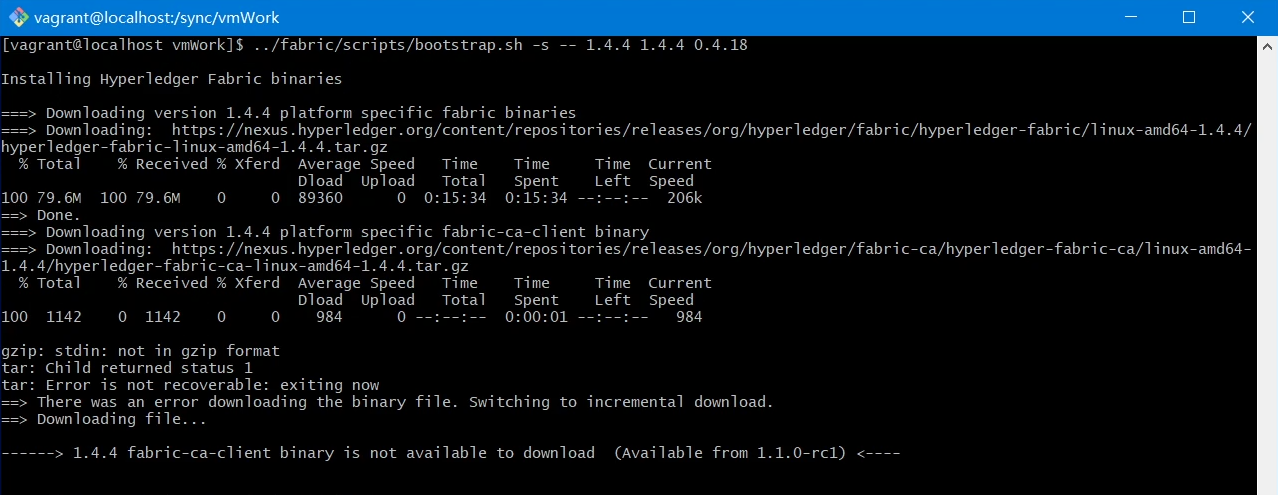 vagrant@localhost:/sync/vmWork
[vagrant@localhost vmWork]$ ../fabric/scripts/bootstrap.sh -s -- 1.4.4 1.4.4 0.4.18
Installing Hyperledger Fabric binaries
===> Downloading version 1.4.4 platform specific fabric binaries
===> Downloading:  https://nexus.hyperledger.org/content/repositories/releases/org/hyperledger/fabric/hyperledger-fabric/linux-amd64-1.4.4/
hyperledger-fabric-linux-amd64-1.4.4.tar.gz
  % Total    % Received % Xferd  Average Speed   Time    Time     Time  Current
                                 Dload  Upload   Total   Spent    Left  Speed
100 79.6M  100 79.6M    0     0  89360      0  0:15:34  0:15:34 --:--:--  206k
==> Done.
===> Downloading version 1.4.4 platform specific fabric-ca-client binary
===> Downloading:  https://nexus.hyperledger.org/content/repositories/releases/org/hyperledger/fabric-ca/hyperledger-fabric-ca/linux-amd64-
1.4.4/hyperledger-fabric-ca-linux-amd64-1.4.4.tar.gz
  % Total    % Received % Xferd  Average Speed   Time    Time     Time  Current
                                 Dload  Upload   Total   Spent    Left  Speed
100  1142    0  1142    0     0    984      0 --:--:--  0:00:01 --:--:--   984
gzip: stdin: not in gzip format
tar: Child returned status 1
tar: Error is not recoverable: exiting now
==> There was an error downloading the binary file. Switching to incremental download.
==> Downloading file...
------> 1.4.4 fabric-ca-client binary is not available to download  (Available from 1.1.0-rc1) <----